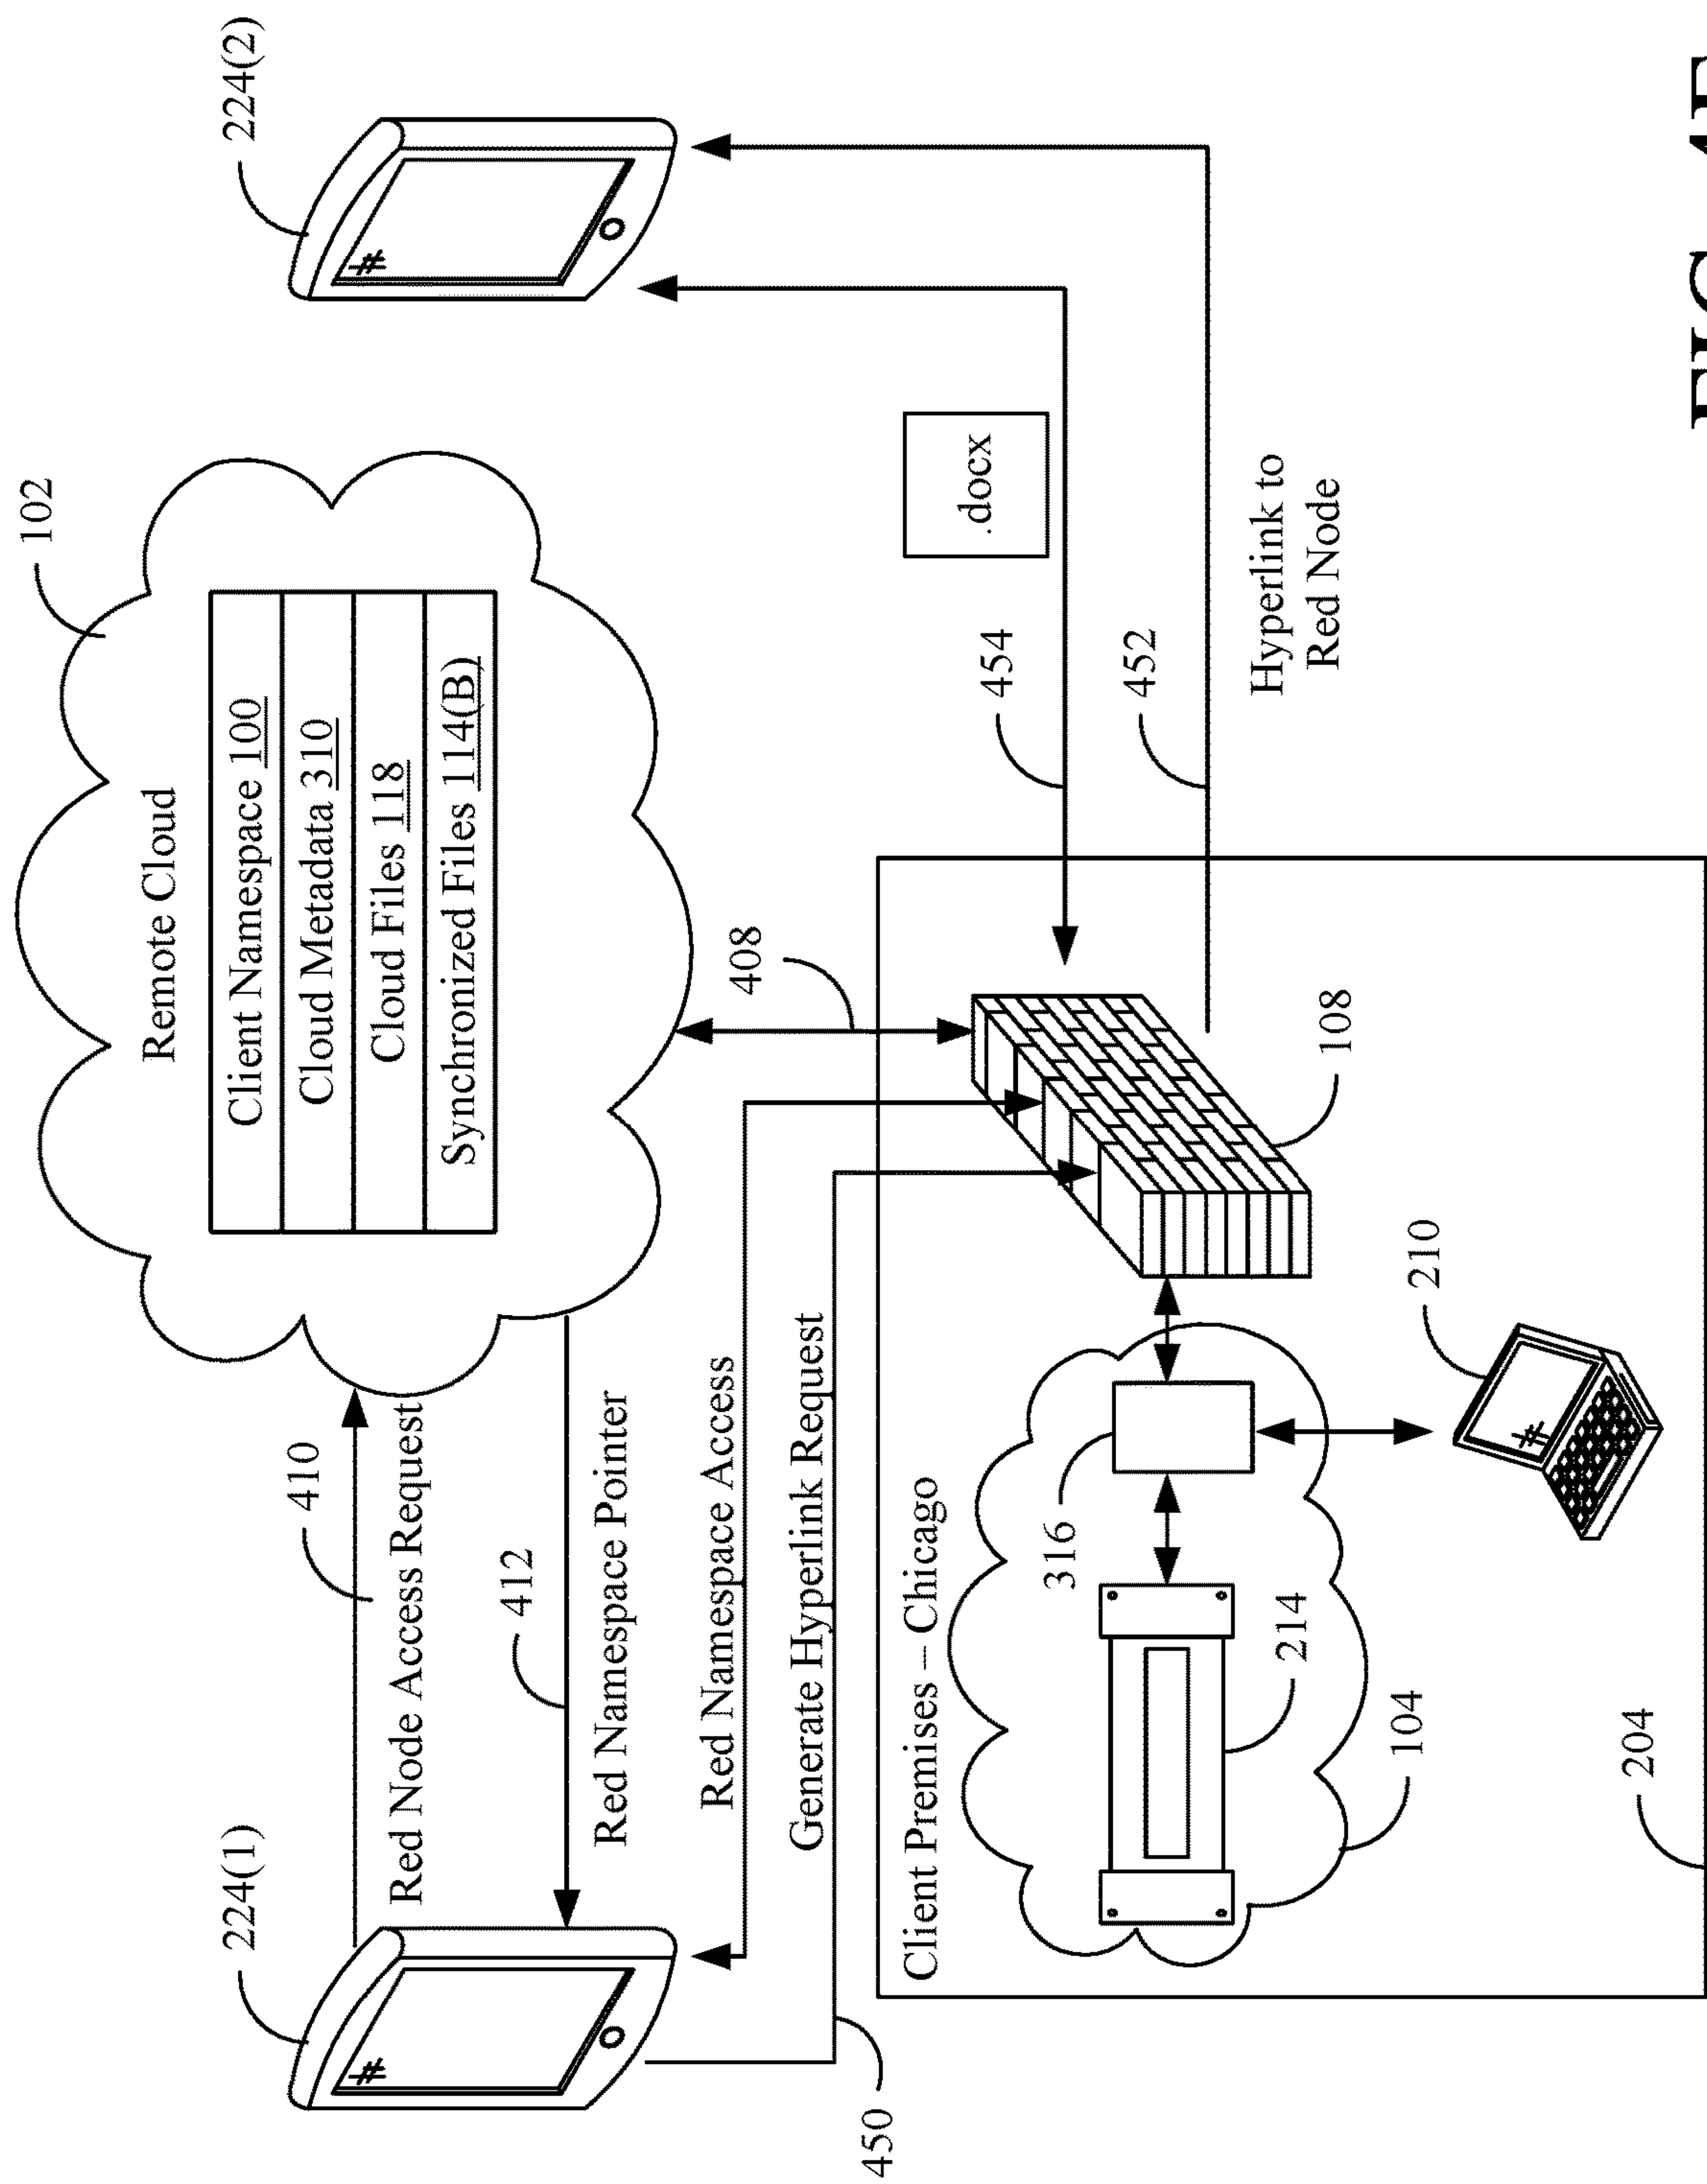 102
Remote Cloud
224(1)
224(2)
Client Namespace 100
410
Cloud Metadata 310
Cloud Files 118
Red Node Access Request
Synchronized Files 114(B)
412
Red Namespace Pointer
Red Namespace Access
408
Generate Hyperlink Request
450
Client Premises – Chicago
.docx
454
316
452
Hyperlink to
Red Node
214
108
104
210
204
FIG